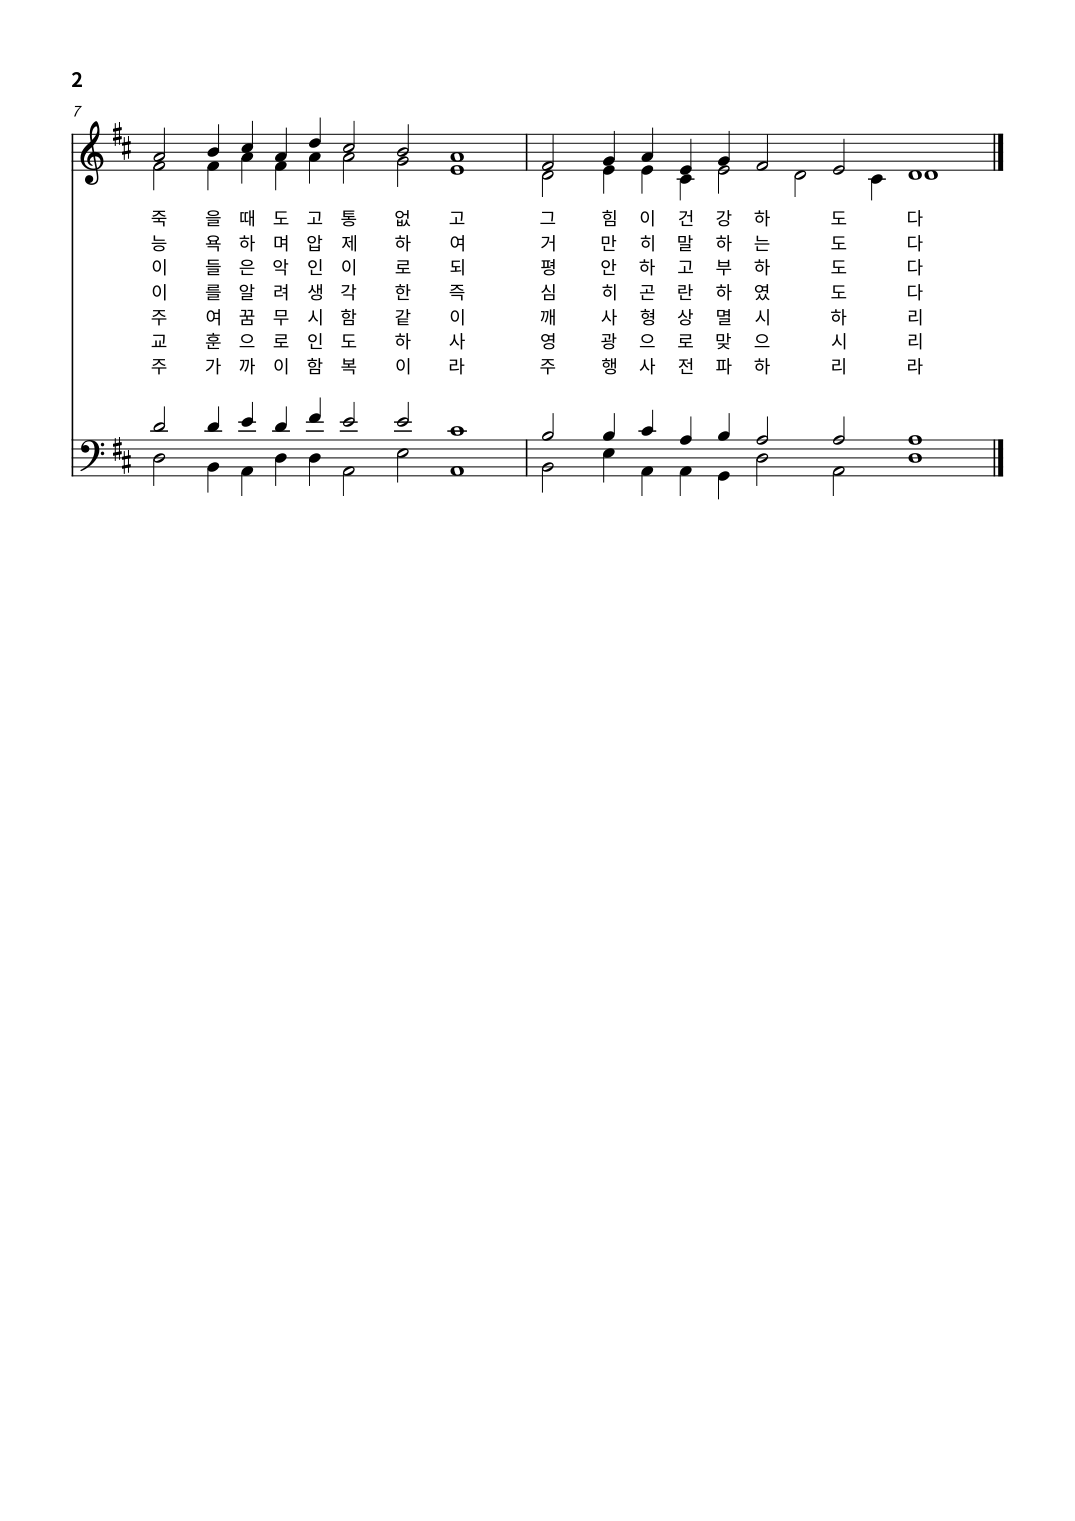 2
7
죽 을 때 도 고 통 없 고 그 힘 이 건 강 하 도 다
능 욕 하 며 압 제 하 여 거 만 히 말 하 는 도 다
이 들 은 악 인 이 로 되 평 안 하 고 부 하 도 다
이 를 알 려 생 각 한 즉 심 히 곤 란 하 였 도 다
주 여 꿈 무 시 함 같 이 깨 사 형 상 멸 시 하 리
교 훈 으 로 인 도 하 사 영 광 으 로 맞 으 시 리
주 가 까 이 함 복 이 라 주 행 사 전 파 하 리 라